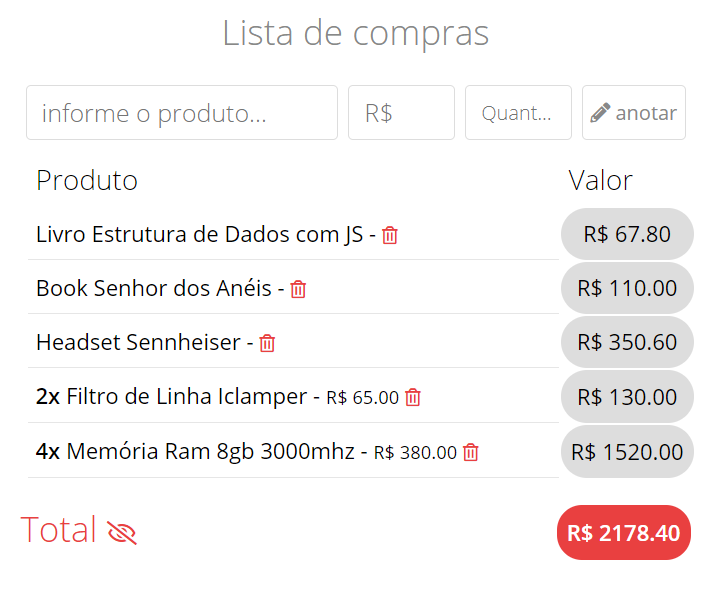 Lista de compras
informe o produto... R$ Quant... anotar
Produto Valor
Livro Estrutura de Dados com JS - R$ 67.80
Book Senhor dos Anéis - R$ 110.00
Headset Sennheiser - R$ 350.60
2x Filtro de Linha Iclamper - R$ 65.00 R$ 130.00
4x Memória Ram 8gb 3000mhz - R$ 380.00 R$ 1520.00
Total R$ 2178.40